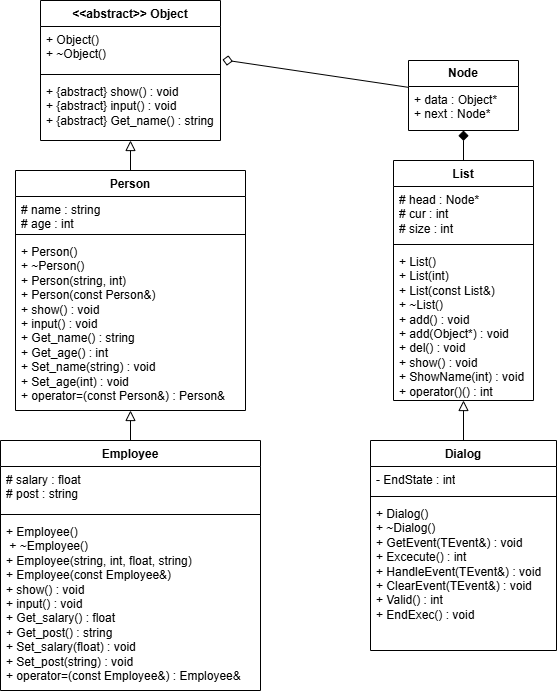 <<abstract>> Object
+ Object()
+ ~Object()
+ {abstract} show() : void
+ {abstract} input() : void
+ {abstract} Get_name() : string
Node
+ data : Object*
+ next : Node*
Person
# name : string
# age : int
+ Person()
+ ~Person()
+ Person(string, int)
+ Person(const Person&)
+ show() : void
+ input() : void
+ Get_name() : string
+ Get_age() : int
+ Set_name(string) : void
+ Set_age(int) : void
+ operator=(const Person&) : Person&
List
# head : Node*
# cur : int
# size : int
+ List()
+ List(int)
+ List(const List&)
+ ~List()
+ add() : void
+ add(Object*) : void
+ del() : void
+ show() : void
+ ShowName(int) : void
+ operator()() : int
Employee
# salary : float
# post : string
+ Employee()
+ ~Employee()
+ Employee(string, int, float, string)
+ Employee(const Employee&)
+ show() : void
+ input() : void
+ Get_salary() : float
+ Get_post() : string
+ Set_salary(float) : void
+ Set_post(string) : void
+ operator=(const Employee&) : Employee&
Dialog
- EndState : int
+ Dialog()
+ ~Dialog()
+ GetEvent(TEvent&) : void
+ Excecute() : int
+ HandleEvent(TEvent&) : void
+ ClearEvent(TEvent&) : void
+ Valid() : int
+ EndExec() : void